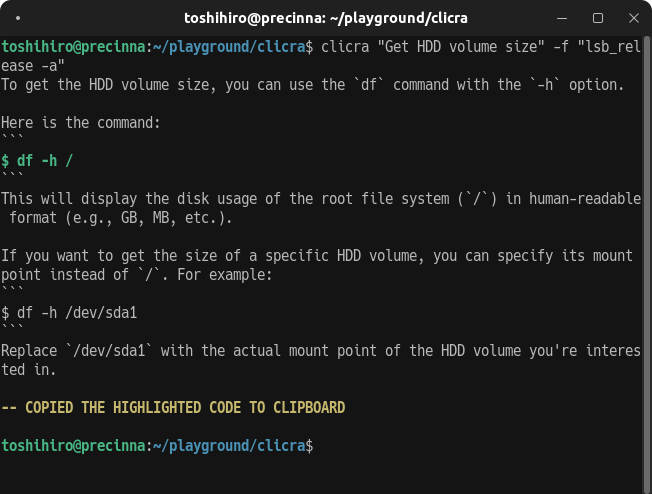 toshihiro@precinna: ~/playground/clicra
toshihiro@precinna:~/playground/clicra$ clicra "Get HDD volume size" -f "lsb_rel
ease -a"
To get the HDD volume size, you can use the `df` command with the `-h` option.
Here is the command:
```
$ df -h /
```
This will display the disk usage of the root file system (`/`) in human-readable
 format (e.g., GB, MB, etc.).
If you want to get the size of a specific HDD volume, you can specify its mount
point instead of `/`. For example:
```
$ df -h /dev/sda1
```
Replace `/dev/sda1` with the actual mount point of the HDD volume you're interes
ted in.
-- COPIED THE HIGHLIGHTED CODE TO CLIPBOARD
toshihiro@precinna:~/playground/clicra$